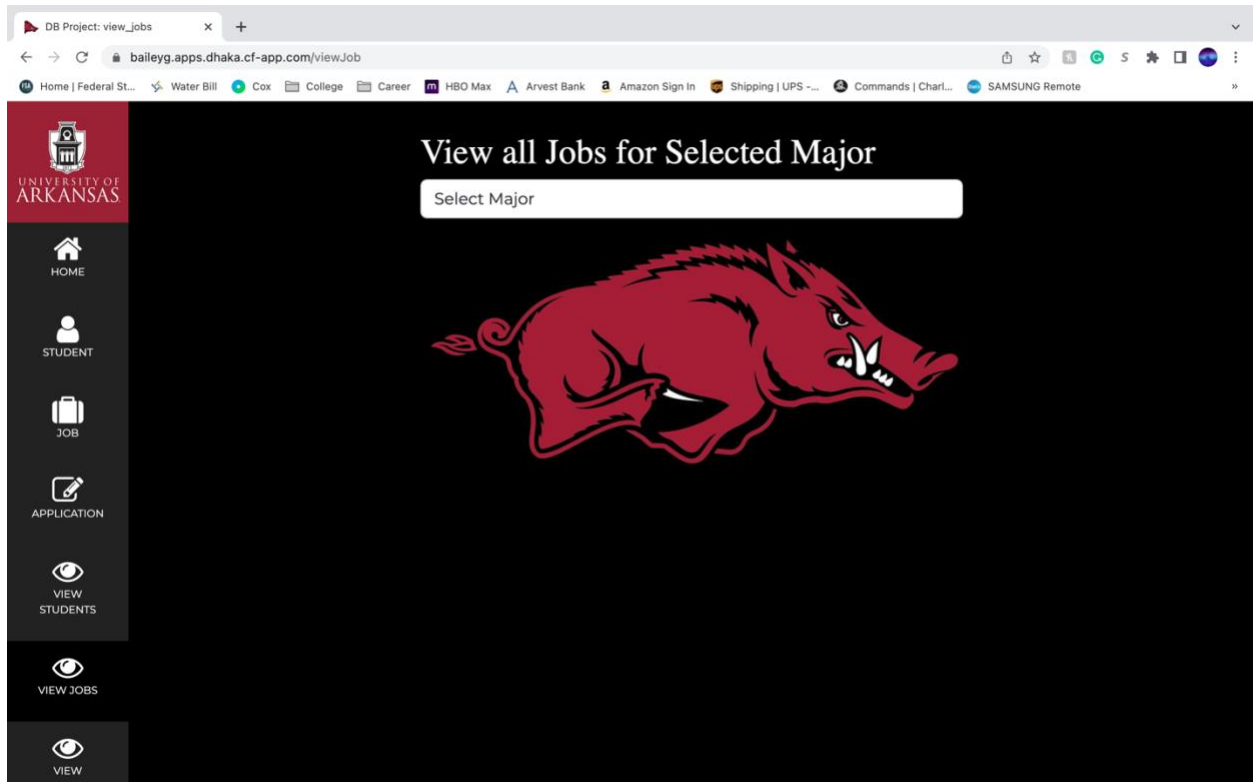 DB Project: view_jobs
baileyg.apps.dhaka.cf-app.com/viewJob
Home | Federal St... Water Bill Cox College Career HBO Max Arvest Bank Amazon Sign In Shipping | UPS -... Commands | Charl... SAMSUNG Remote »
UNIVERSITY OF
ARKANSAS
HOME
STUDENT
JOB
APPLICATION
VIEW
STUDENTS
VIEW JOBS
VIEW
View all Jobs for Selected Major
Select Major